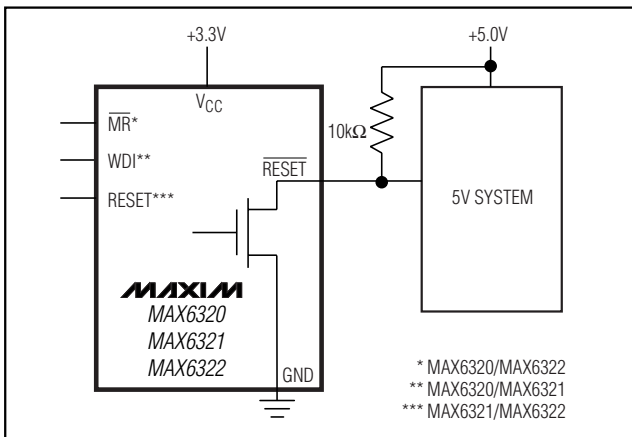 +3.3V
+5.0V
VCC
MR*
WDI**
RESET***
RESET
10kΩ
5V SYSTEM
MAXIM
MAX6320
MAX6321
MAX6322
GND
* MAX6320/MAX6322
** MAX6320/MAX6321
*** MAX6321/MAX6322